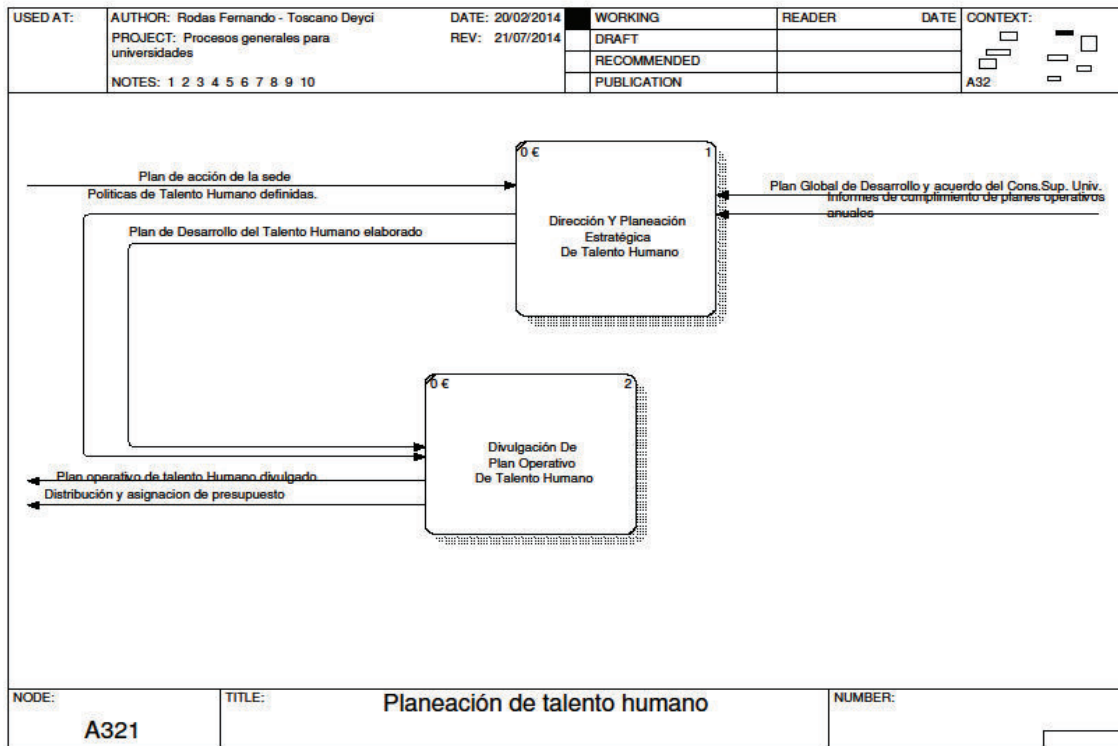 USED AT:
AUTHOR: Rodas Fernando - Toscano Deyci
DATE: 20/02/2014
PROJECT: Procesos generales para
universidades
REV: 21/07/2014
NOTES: 1 2 3 4 5 6 7 8 9 10
WORKING
DRAFT
RECOMMENDED
PUBLICATION
READER DATE
CONTEXT:
A32
0 € 1
Plan de acción de la sede
Politicas de Talento Humano definidas.
Plan Global de Desarrollo y acuerdo del Cons.Sup. Univ.
Informes de cumplimiento de planes operativos
anuales
Dirección Y Planeación
Estratégica
De Talento Humano
Plan de Desarrollo del Talento Humano elaborado
0 € 2
Divulgación De
Plan Operativo
De Talento Humano
Plan operativo de talento Humano divulgado
Distribución y asignacion de presupuesto
NODE:
A321
TITLE:
Planeación de talento humano
NUMBER: